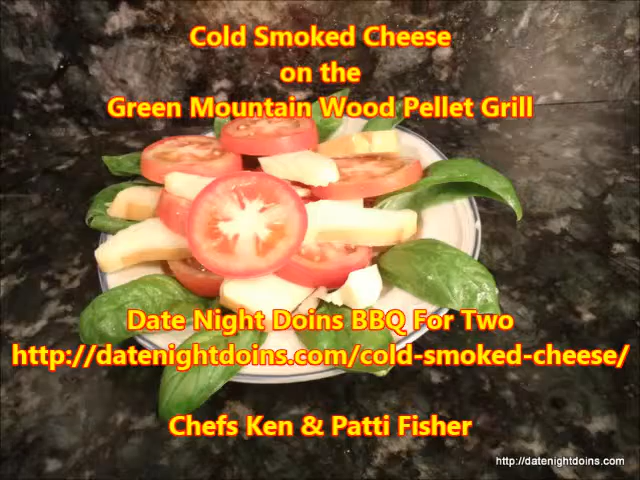 Cold Smoked Cheese
on the
Green Mountain Wood Pellet Grill
Date Night Doins BBQ For Two
http://datenightdoins.com/cold-smoked-cheese/
Chefs Ken & Patti Fisher
http://datenightdoins.com